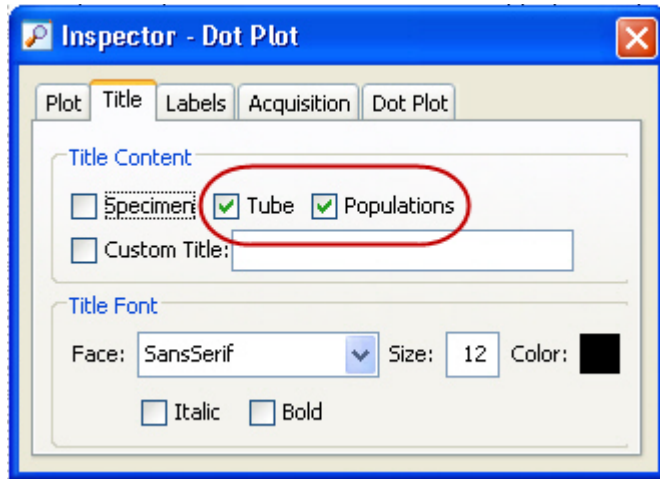 Inspector - Dot Plot
Plot Title Labels Acquisition Dot Plot
Title Content
Specimen Tube Populations
Custom Title:
Title Font
Face: SansSerif Size: 12 Color:
Italic Bold